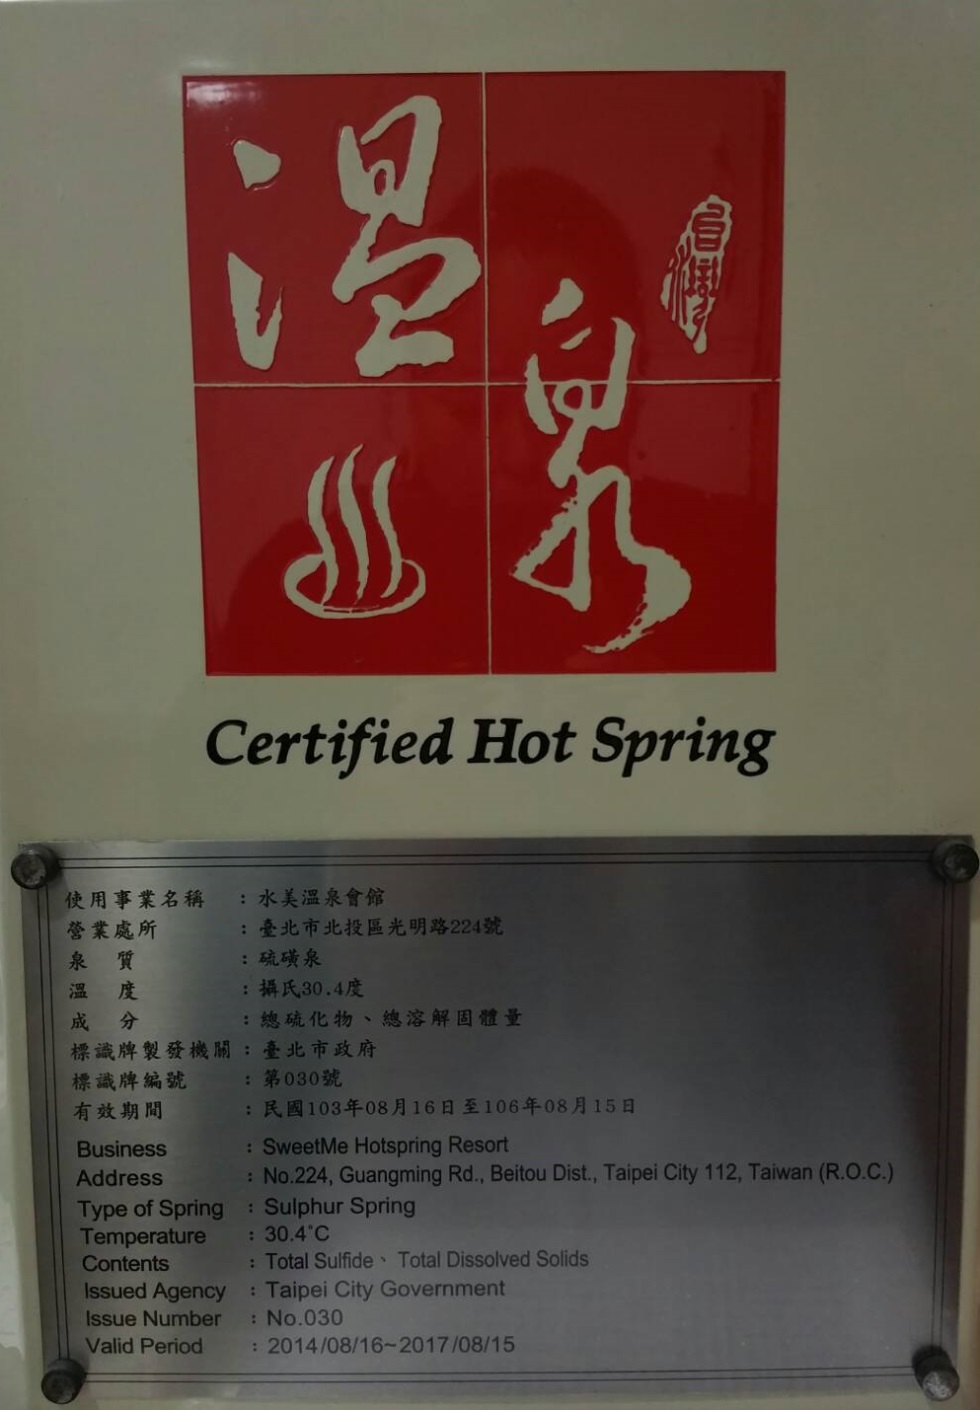 溫泉
臺灣
Certified Hot Spring
使用事業名稱 : 水美溫泉會館
營業處所 : 臺北市北投區光明路224號
泉質 : 硫磺泉
溫度 : 攝氏30.4度
成分 : 總硫化物、總溶解固體量
標識牌製發機關 : 臺北市政府
標識牌編號 : 第030號
有效期間 : 民國103年08月16日至106年08月15日
Business : SweetMe Hotspring Resort
Address : No.224, Guangming Rd., Beitou Dist., Taipei City 112, Taiwan (R.O.C.)
Type of Spring : Sulphur Spring
Temperature : 30.4°C
Contents : Total Sulfide、Total Dissolved Solids
Issued Agency : Taipei City Government
Issue Number : No.030
Valid Period : 2014/08/16~2017/08/15